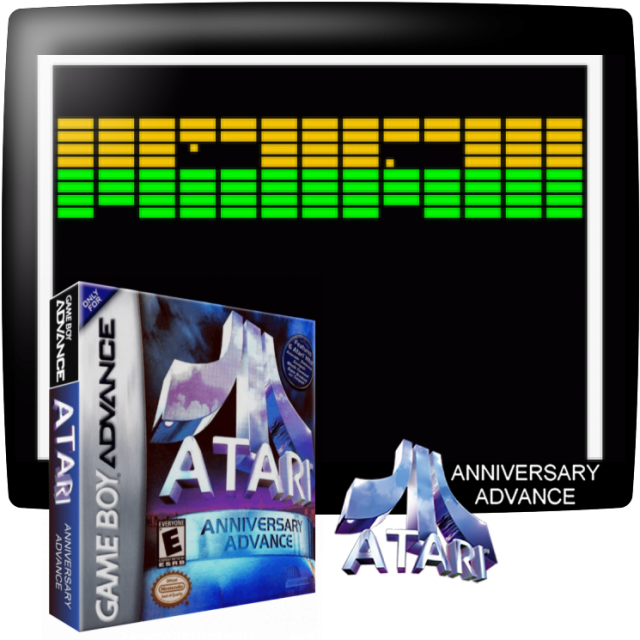 ONLY
FOR
GAME BOY
ADVANCE
ATARI
ANNIVERSARY
ADVANCE
GAME BOY ADVANCE
ATARI
ANNIVERSARY
ADVANCE
EVERYONE
E
ESRB
Nintendo
ANNIVERSARY
ADVANCE
ATARI